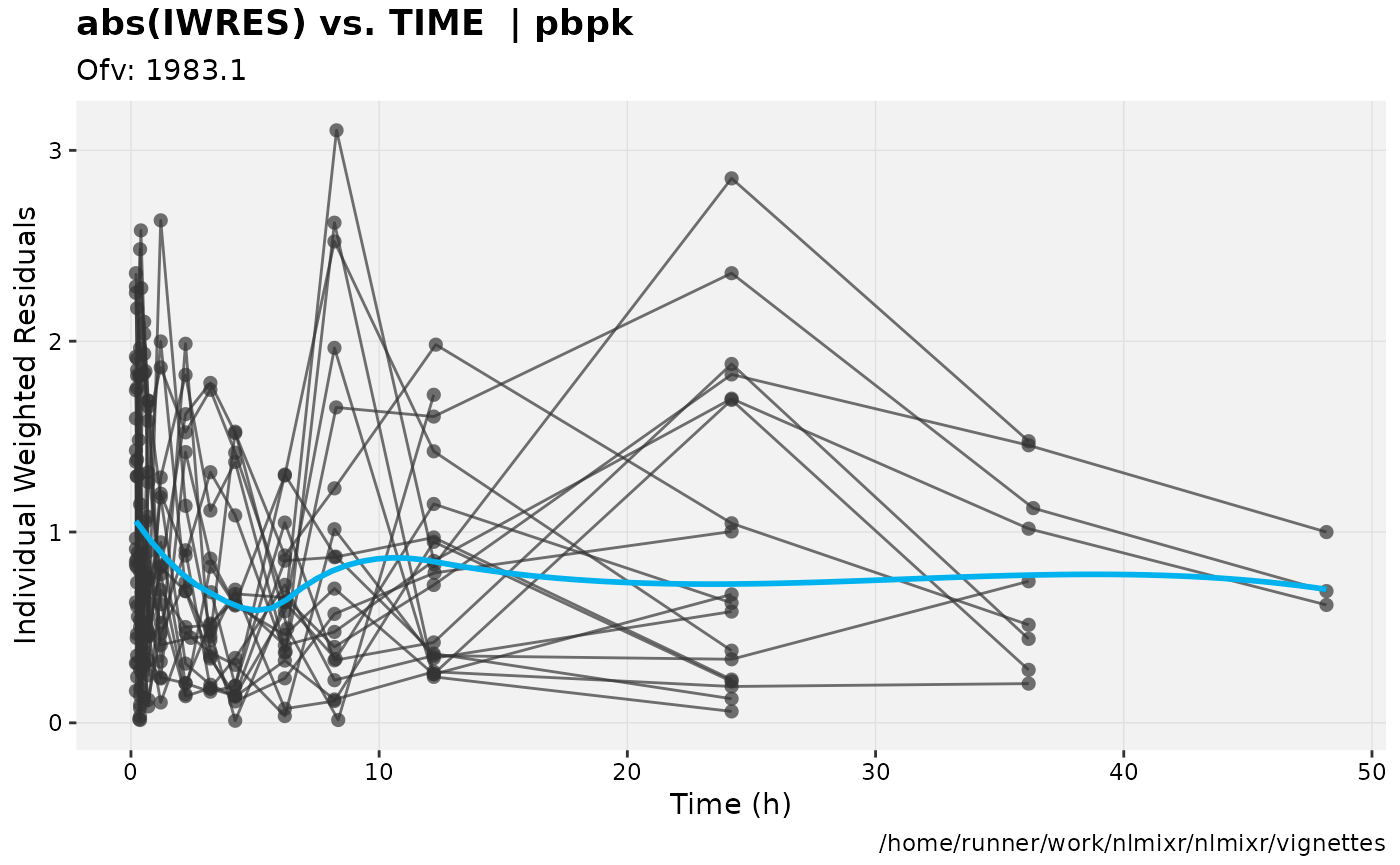 abs(IWRES) vs. TIME | pbpk
Ofv: 1983.1
Individual Weighted Residuals
3
2
1
0
0 10 20 30 40 50
Time (h)
/home/runner/work/nlmixr/nlmixr/vignettes